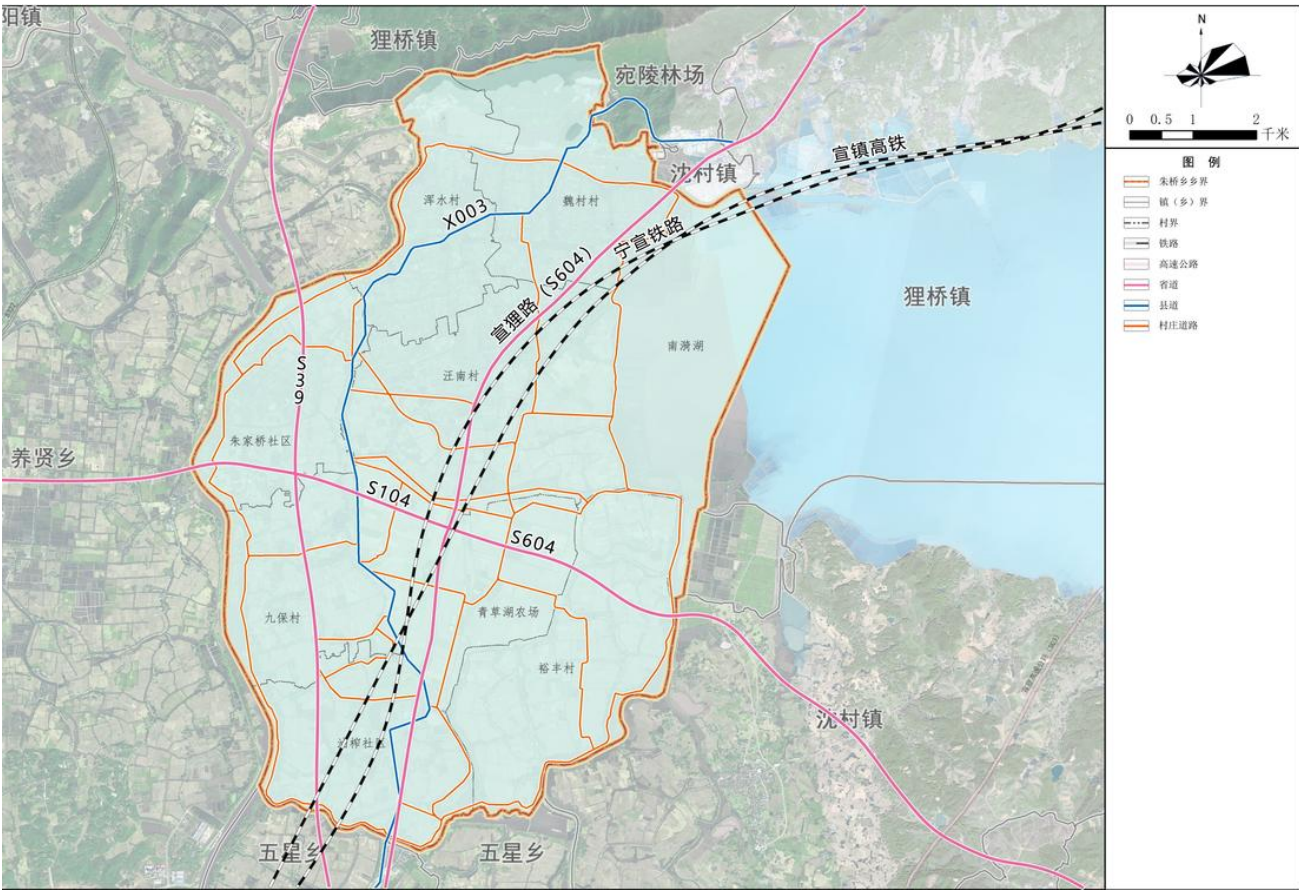 阳镇
狸桥镇
宛陵林场
沈村镇
宣镇高铁
浑水村
魏村村
X003
宁宣铁路
宣狸路（S604）
狸桥镇
南漪湖
S39
汪南村
朱家桥社区
养贤乡
S104
S604
九保村
青草湖农场
裕丰村
沈村镇
五星乡
五星乡
N
0 0.5 1 2
千米
图 例
朱桥乡乡界
镇（乡）界
村界
铁路
高速公路
省道
县道
村庄道路